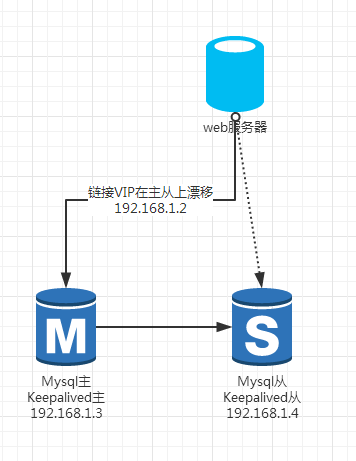 web服务器
链接VIP在主从上漂移
192.168.1.2
M
S
Mysql主
Keepalived主
192.168.1.3
Mysql从
Keepalived从
192.168.1.4